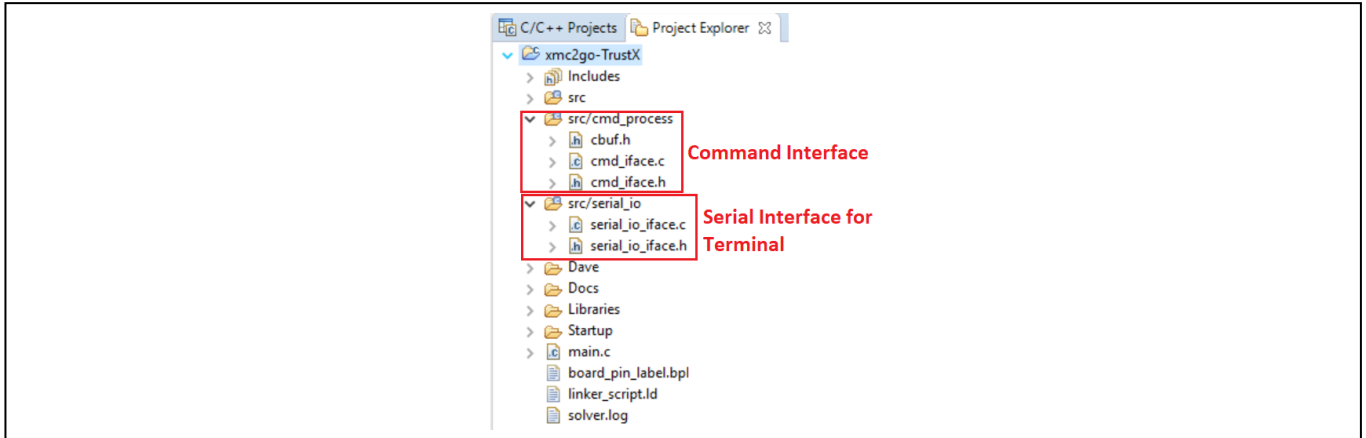 C/C++ Projects Project Explorer
xmc2go-TrustX
Includes
src
src/cmd_process
cbuf.h
cmd_iface.c
cmd_iface.h
Command Interface
src/serial_io
serial_io_iface.c
serial_io_iface.h
Serial Interface for
Terminal
Dave
Docs
Libraries
Startup
main.c
board_pin_label.bpl
linker_script.ld
solver.log